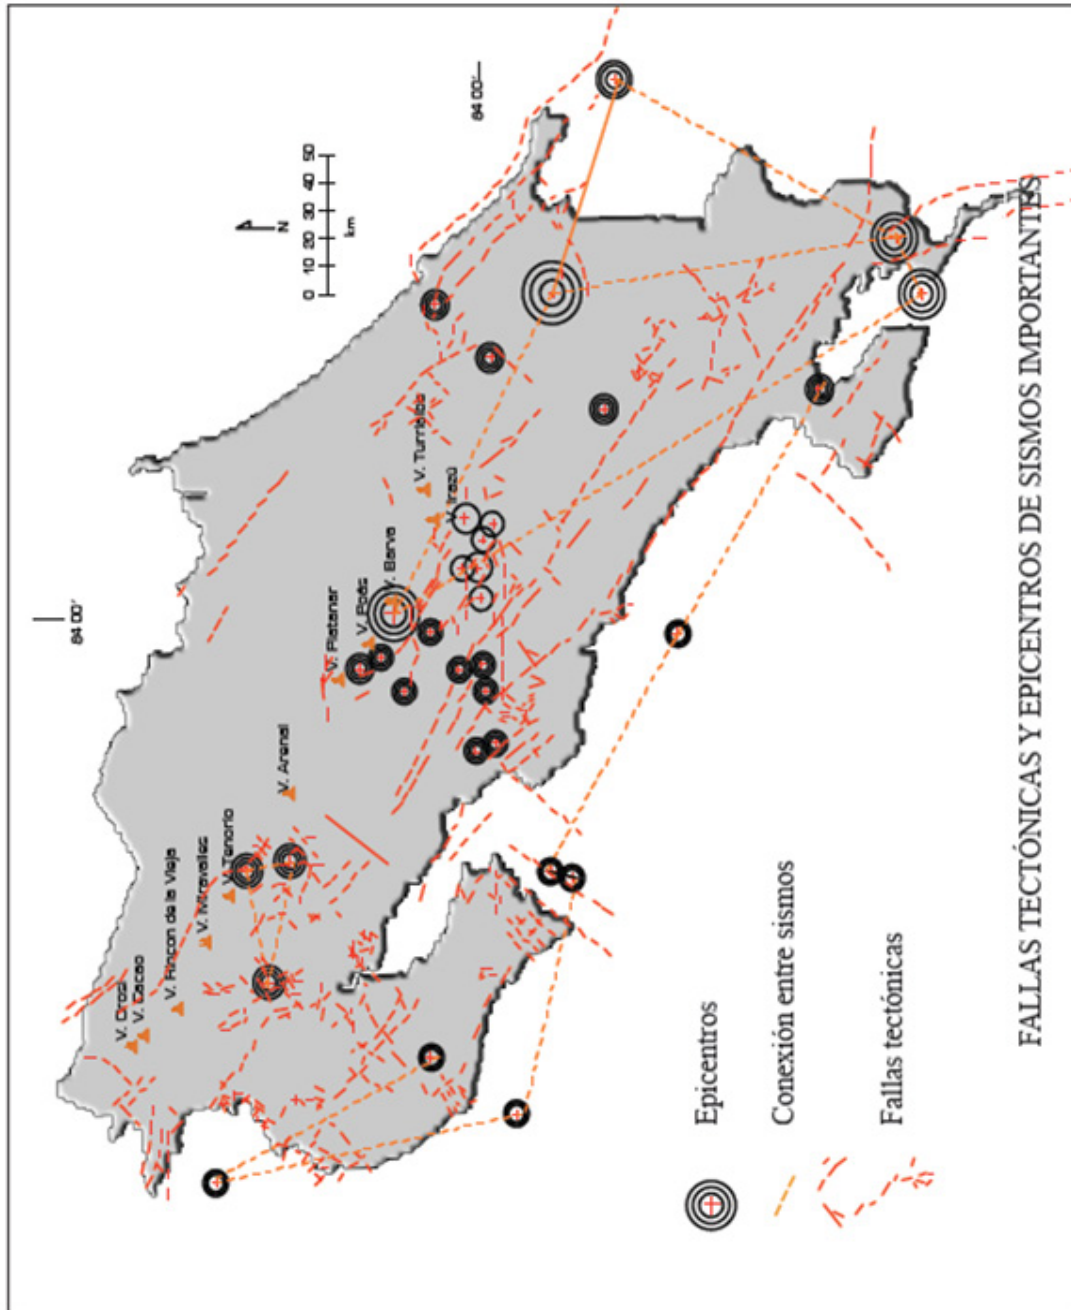 84 00'
84 00'
N
0 10 20 30 40 50
km
V. Orosi
V. Cacao
V. Rincon de la Vieja
V. Miravalles
V. Tenorio
V. Arenal
V. Platanar
V. Poás
V. Barva
V. Irazú
V. Turrialba
Epicentros
Conexión entre sismos
Fallas tectónicas
FALLAS TECTÓNICAS Y EPICENTROS DE SISMOS IMPORTANTES